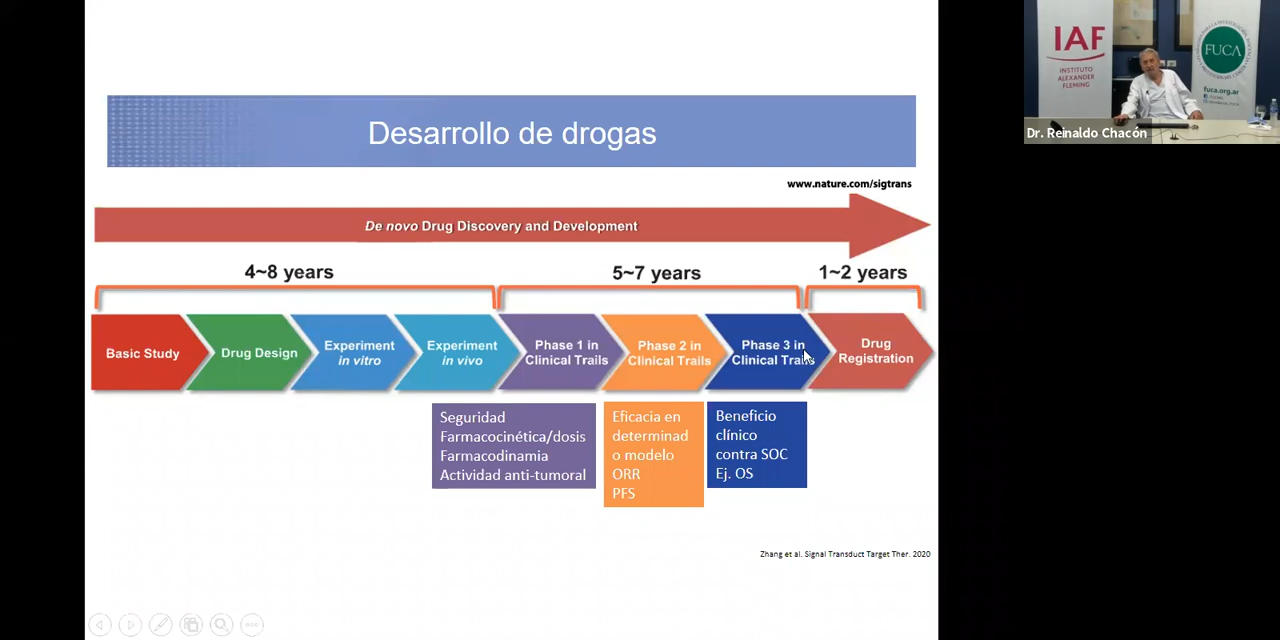 Desarrollo de drogas
www.nature.com/sigtrans
De novo Drug Discovery and Development
4~8 years
5~7 years
1~2 years
Basic Study
Drug Design
Experiment
in vitro
Experiment
in vivo
Phase 1 in
Clinical Trails
Phase 2 in
Clinical Trails
Phase 3 in
Clinical Trails
Drug
Registration
Seguridad
Farmacocinética/dosis
Farmacodinamia
Actividad anti-tumoral
Eficacia en
determinad
o modelo
ORR
PFS
Beneficio
clínico
contra SOC
Ej. OS
Zhang et al. Signal Transduct Target Ther. 2020
IAF
INSTITUTO
ALEXANDER
FLEMING
FUCA
fuca.org.ar
Dr. Reinaldo Chacón